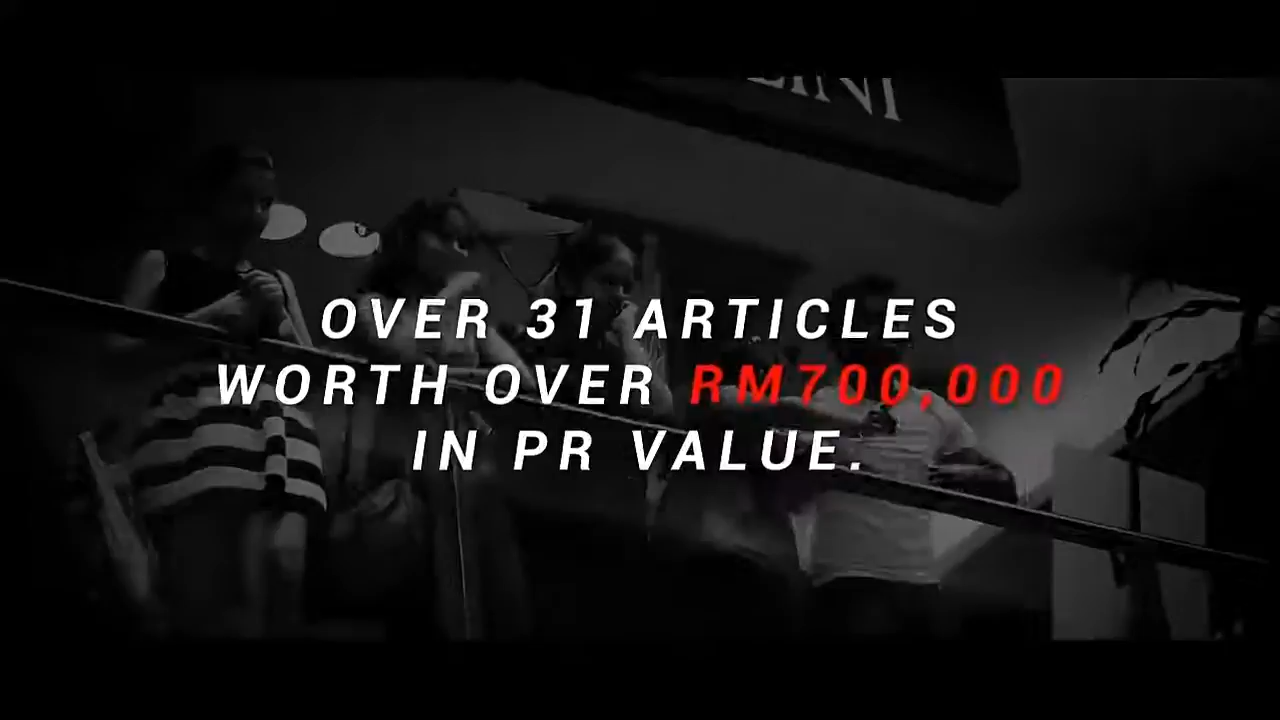 OVER 31 ARTICLES
WORTH OVER RM700,000
IN PR VALUE.